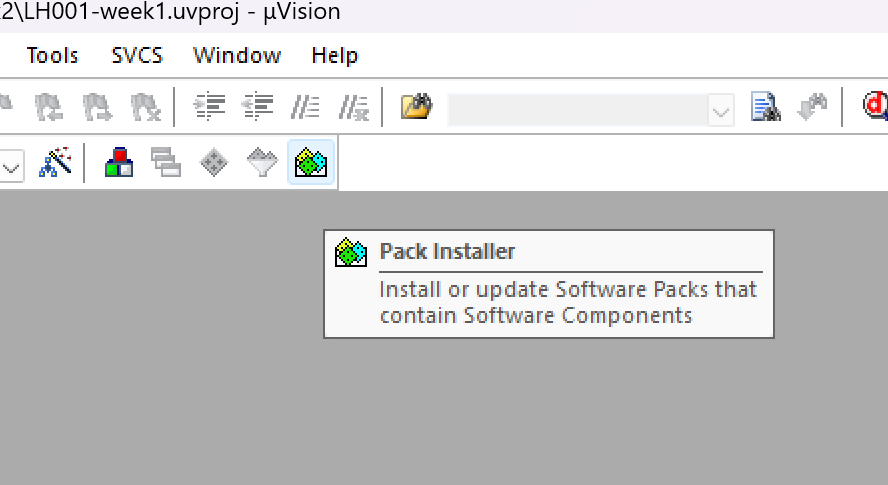 2\LH001-week1.uvproj - µVision
Tools SVCS Window Help
d
Pack Installer
Install or update Software Packs that
contain Software Components